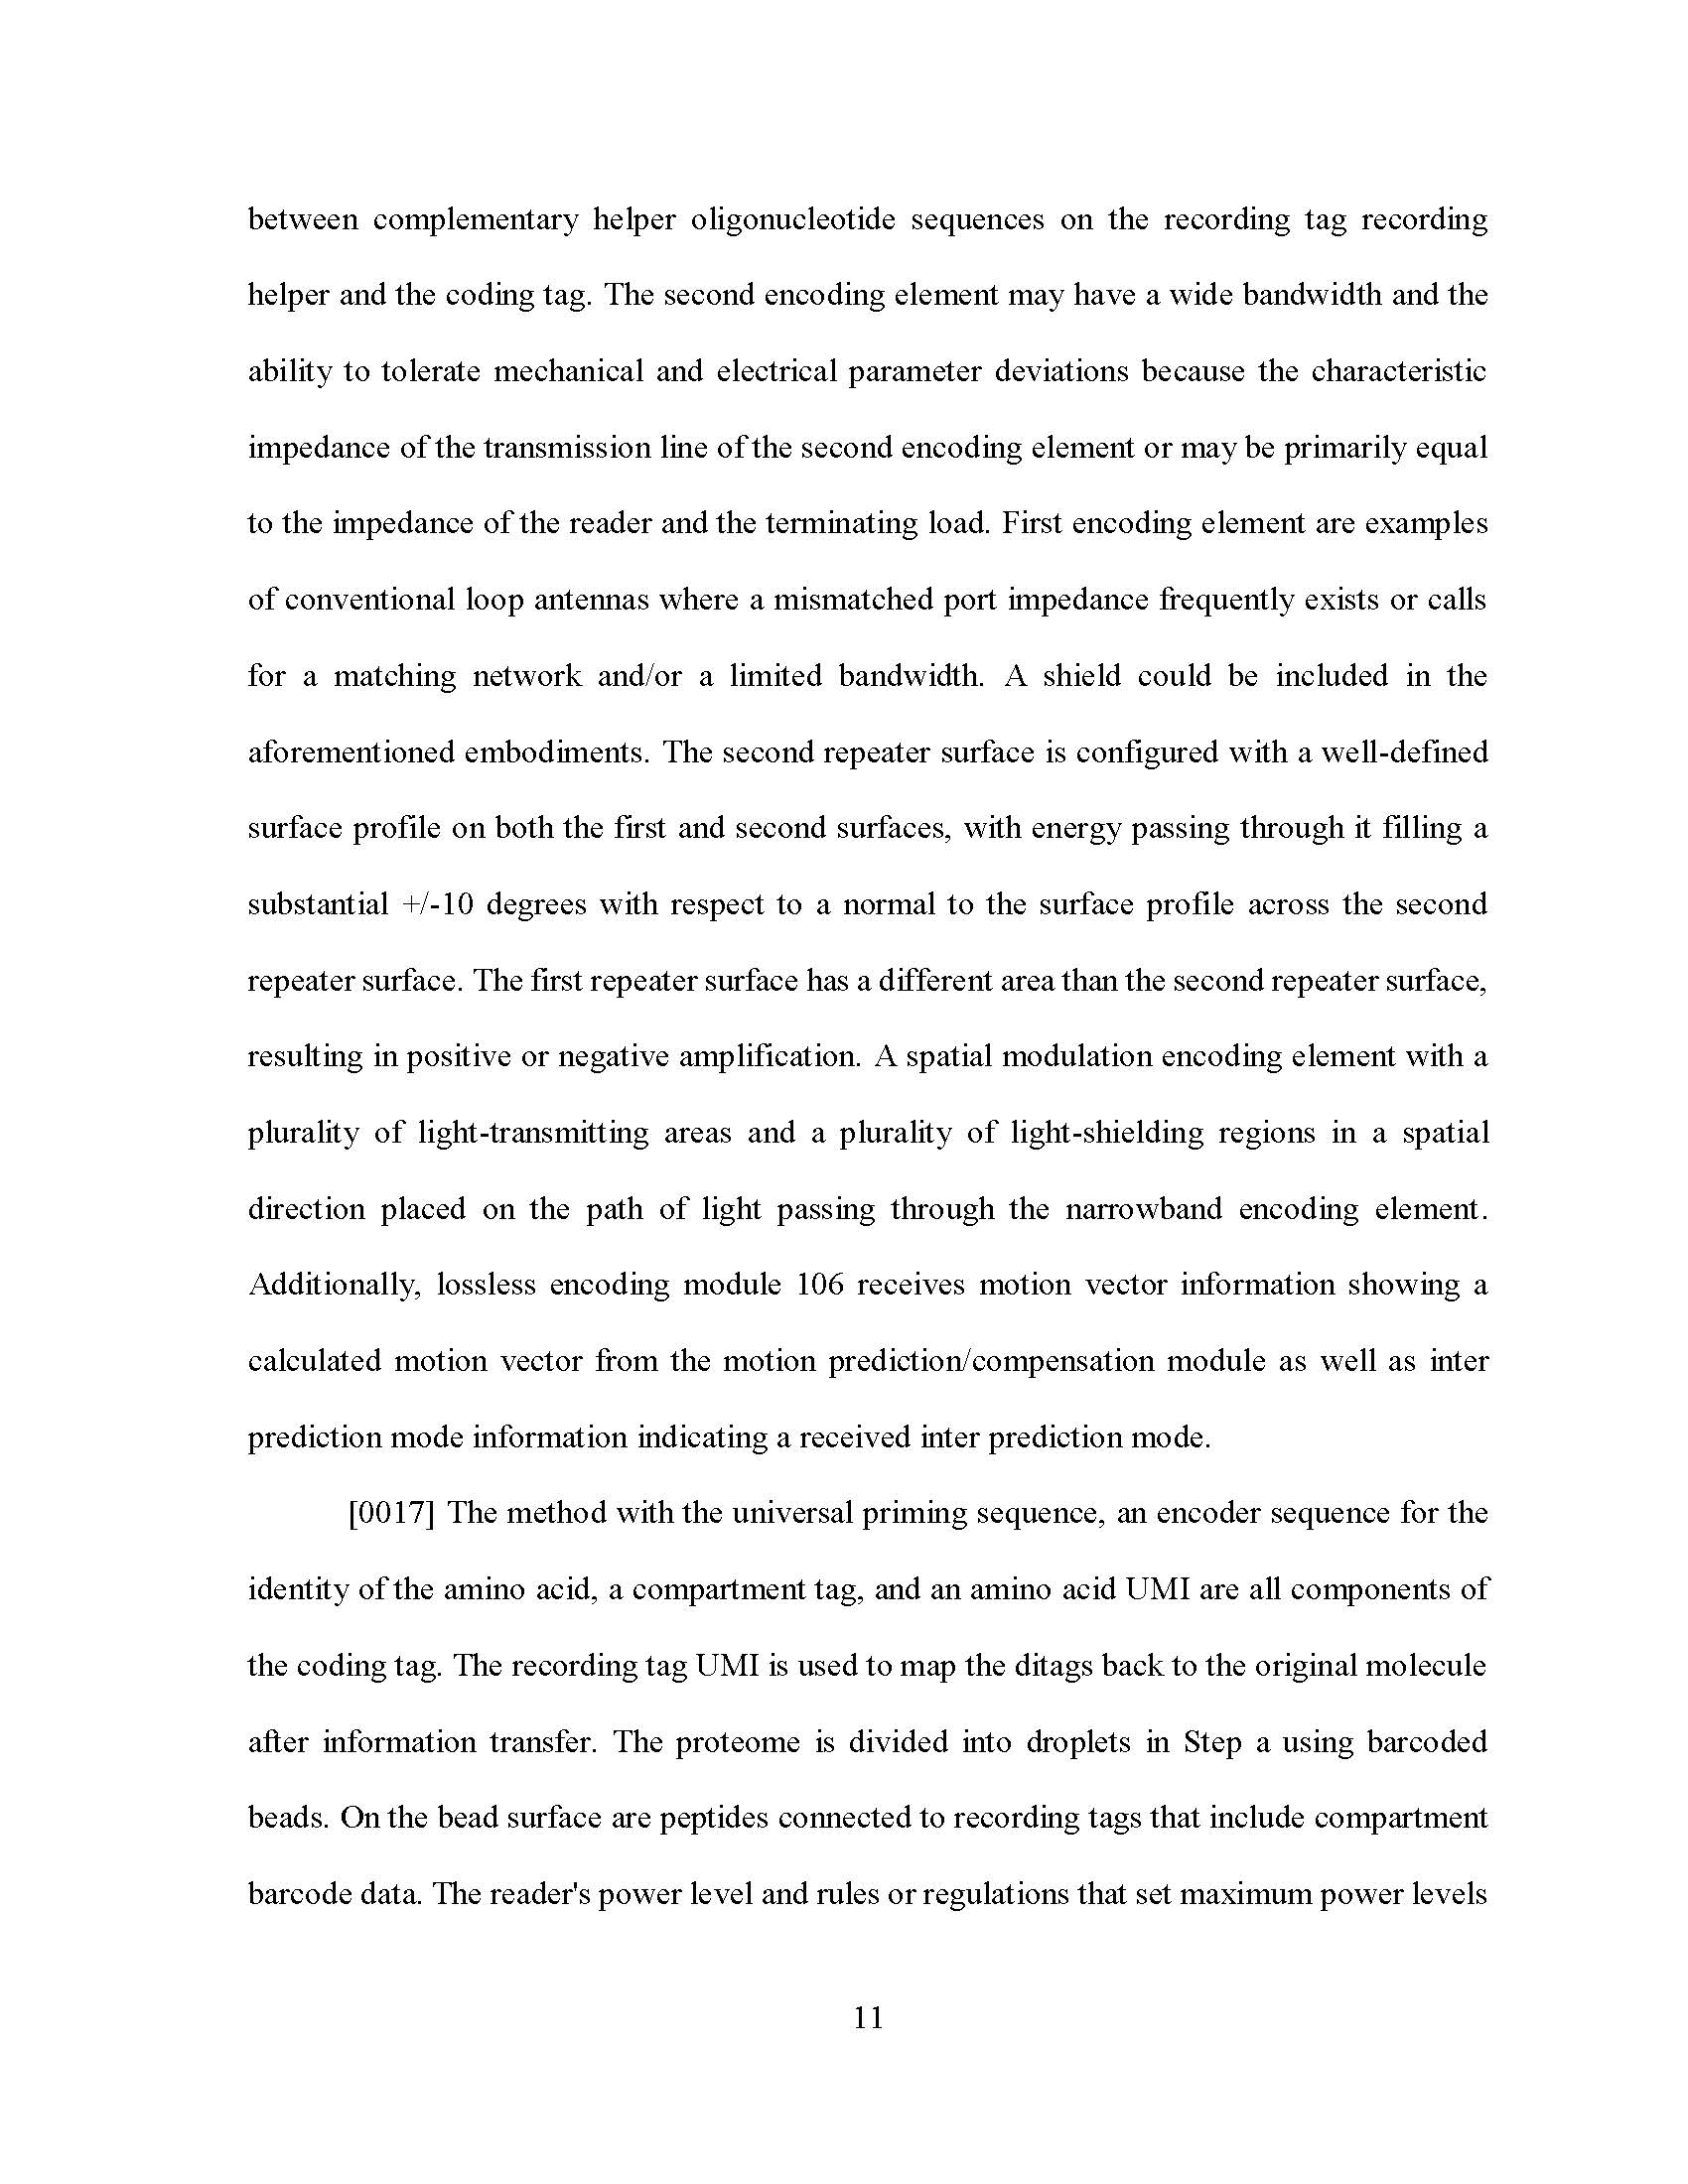 between complementary helper oligonucleotide sequences on the recording tag recording
helper and the coding tag. The second encoding element may have a wide bandwidth and the
ability to tolerate mechanical and electrical parameter deviations because the characteristic
impedance of the transmission line of the second encoding element or may be primarily equal
to the impedance of the reader and the terminating load. First encoding element are examples
of conventional loop antennas where a mismatched port impedance frequently exists or calls
for a matching network and/or a limited bandwidth. A shield could be included in the
aforementioned embodiments. The second repeater surface is configured with a well-defined
surface profile on both the first and second surfaces, with energy passing through it filling a
substantial +/-10 degrees with respect to a normal to the surface profile across the second
repeater surface. The first repeater surface has a different area than the second repeater surface,
resulting in positive or negative amplification. A spatial modulation encoding element with a
plurality of light-transmitting areas and a plurality of light-shielding regions in a spatial
direction placed on the path of light passing through the narrowband encoding element.
Additionally, lossless encoding module 106 receives motion vector information showing a
calculated motion vector from the motion prediction/compensation module as well as inter
prediction mode information indicating a received inter prediction mode.
[0017] The method with the universal priming sequence, an encoder sequence for the
identity of the amino acid, a compartment tag, and an amino acid UMI are all components of
the coding tag. The recording tag UMI is used to map the ditags back to the original molecule
after information transfer. The proteome is divided into droplets in Step a using barcoded
beads. On the bead surface are peptides connected to recording tags that include compartment
barcode data. The reader's power level and rules or regulations that set maximum power levels
11